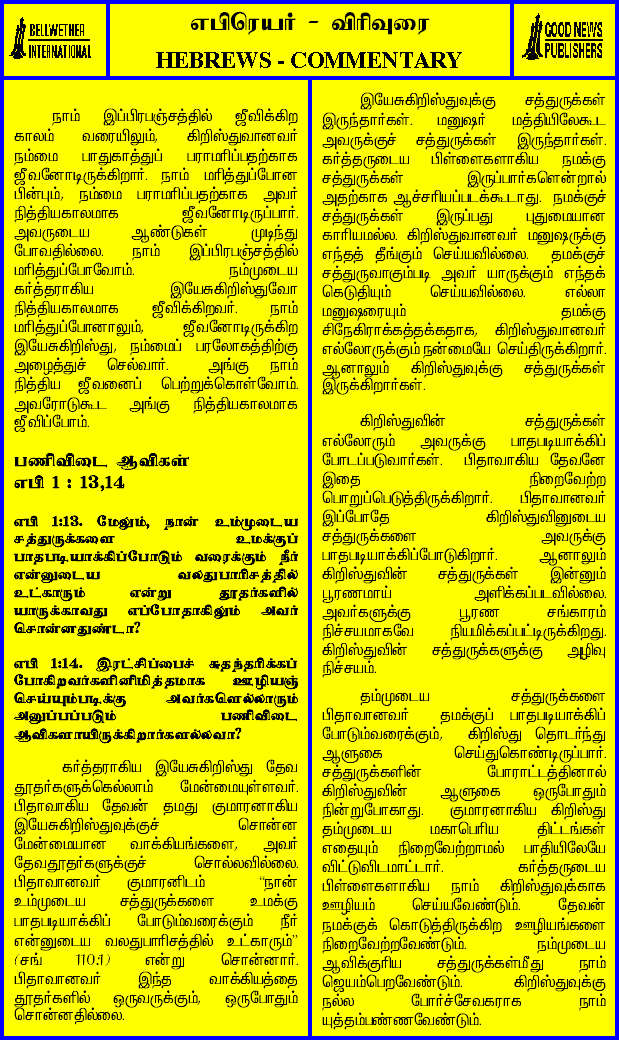 BELLWETHER
INTERNATIONAL
எபிரெயர் - விரிவுரை
HEBREWS - COMMENTARY
GOOD NEWS
PUBLISHERS
நாம் இப்பிரபஞ்சத்தில் ஜீவிக்கிற
காலம் வரையிலும், கிறிஸ்துவானவர்
நம்மை பாதுகாத்துப் பராமரிப்பதற்காக
ஜீவனோடிருக்கிறார். நாம் மரித்துப்போன
பின்பும், நம்மை பராமரிப்பதற்காக அவர்
நித்தியகாலமாக ஜீவனோடிருப்பார்.
அவருடைய ஆண்டுகள் முடிந்து
போவதில்லை. நாம் இப்பிரபஞ்சத்தில்
மரித்துப்போவோம். நம்முடைய
கர்த்தராகிய இயேசுகிறிஸ்துவோ
நித்தியகாலமாக ஜீவிக்கிறவர். நாம்
மரித்துப்போனாலும், ஜீவனோடிருக்கிற
இயேசுகிறிஸ்து, நம்மைப் பரலோகத்திற்கு
அழைத்துச் செல்வார். அங்கு நாம்
நித்திய ஜீவனைப் பெற்றுக்கொள்வோம்.
அவரோடுகூட அங்கு நித்தியகாலமாக
ஜீவிப்போம்.
பணிவிடை ஆவிகள்
எபி 1 : 13,14
எபி 1:13. மேலும், நான் உம்முடைய
சத்துருக்களை உமக்குப்
பாதபடியாக்கிப்போடும் வரைக்கும் நீர்
என்னுடைய வலதுபாரிசத்தில்
உட்காரும் என்று தூதர்களில்
யாருக்காவது எப்போதாகிலும் அவர்
சொன்னதுண்டா?
எபி 1:14. இரட்சிப்பைச் சுதந்தரிக்கப்
போகிறவர்களினிமித்தமாக ஊழியஞ்
செய்யும்படிக்கு அவர்களெல்லாரும்
அனுப்பப்படும் பணிவிடை
ஆவிகளாயிருக்கிறார்களல்லவா?
கர்த்தராகிய இயேசுகிறிஸ்து தேவ
தூதர்களுக்கெல்லாம் மேன்மையுள்ளவர்.
பிதாவாகிய தேவன் தமது குமாரனாகிய
இயேசுகிறிஸ்துவுக்குச் சொன்ன
மேன்மையான வாக்கியங்களை, அவர்
தேவதூதர்களுக்குச் சொல்லவில்லை.
பிதாவானவர் குமாரனிடம் “நான்
உம்முடைய சத்துருக்களை உமக்கு
பாதபடியாக்கிப் போடும்வரைக்கும் நீர்
என்னுடைய வலதுபாரிசத்தில் உட்காரும்”
(சங் 110:1) என்று சொன்னார்.
பிதாவானவர் இந்த வாக்கியத்தை
தூதர்களில் ஒருவருக்கும், ஒருபோதும்
சொன்னதில்லை.
இயேசுகிறிஸ்துவுக்கு சத்துருக்கள்
இருந்தார்கள். மனுஷர் மத்தியிலேகூட
அவருக்குச் சத்துருக்கள் இருந்தார்கள்.
கர்த்தருடைய பிள்ளைகளாகிய நமக்கு
சத்துருக்கள் இருப்பார்களென்றால்
அதற்காக ஆச்சரியப்படக்கூடாது. நமக்குச்
சத்துருக்கள் இருப்பது புதுமையான
காரியமல்ல. கிறிஸ்துவானவர் மனுஷருக்கு
எந்தத் தீங்கும் செய்யவில்லை. தமக்குச்
சத்துருவாகும்படி அவர் யாருக்கும் எந்தக்
கெடுதியும் செய்யவில்லை. எல்லா
மனுஷரையும் தமக்கு
சிநேகிராக்கத்தக்கதாக, கிறிஸ்துவானவர்
எல்லோருக்கும் நன்மையே செய்திருக்கிறார்.
ஆனாலும் கிறிஸ்துவுக்கு சத்துருக்கள்
இருக்கிறார்கள்.
கிறிஸ்துவின் சத்துருக்கள்
எல்லோரும் அவருக்கு பாதபடியாக்கிப்
போடப்படுவார்கள். பிதாவாகிய தேவனே
இதை நிறைவேற்ற
பொறுப்பெடுத்திருக்கிறார். பிதாவானவர்
இப்போதே கிறிஸ்துவினுடைய
சத்துருக்களை அவருக்கு
பாதபடியாக்கிப்போடுகிறார். ஆனாலும்
கிறிஸ்துவின் சத்துருக்கள் இன்னும்
பூரணமாய் அளிக்கப்படவில்லை.
அவர்களுக்கு பூரண சங்காரம்
நிச்சயமாகவே நியமிக்கப்பட்டிருக்கிறது.
கிறிஸ்துவின் சத்துருக்களுக்கு அழிவு
நிச்சயம்.
தம்முடைய சத்துருக்களை
பிதாவானவர் தமக்குப் பாதபடியாக்கிப்
போடும்வரைக்கும், கிறிஸ்து தொடர்ந்து
ஆளுகை செய்துகொண்டிருப்பார்.
சத்துருக்களின் போராட்டத்தினால்
கிறிஸ்துவின் ஆளுகை ஒருபோதும்
நின்றுபோகாது. குமாரனாகிய கிறிஸ்து
தம்முடைய மகாபெரிய திட்டங்கள்
எதையும் நிறைவேற்றாமல் பாதியிலேயே
விட்டுவிடமாட்டார். கர்த்தருடைய
பிள்ளைகளாகிய நாம் கிறிஸ்துவுக்காக
ஊழியம் செய்யவேண்டும். தேவன்
நமக்குக் கொடுத்திருக்கிற ஊழியங்களை
நிறைவேற்றவேண்டும். நம்முடைய
ஆவிக்குரிய சத்துருக்கள்மீது நாம்
ஜெயம்பெறவேண்டும். கிறிஸ்துவுக்கு
நல்ல போர்ச்சேவகராக நாம்
யுத்தம்பண்ணவேண்டும்.